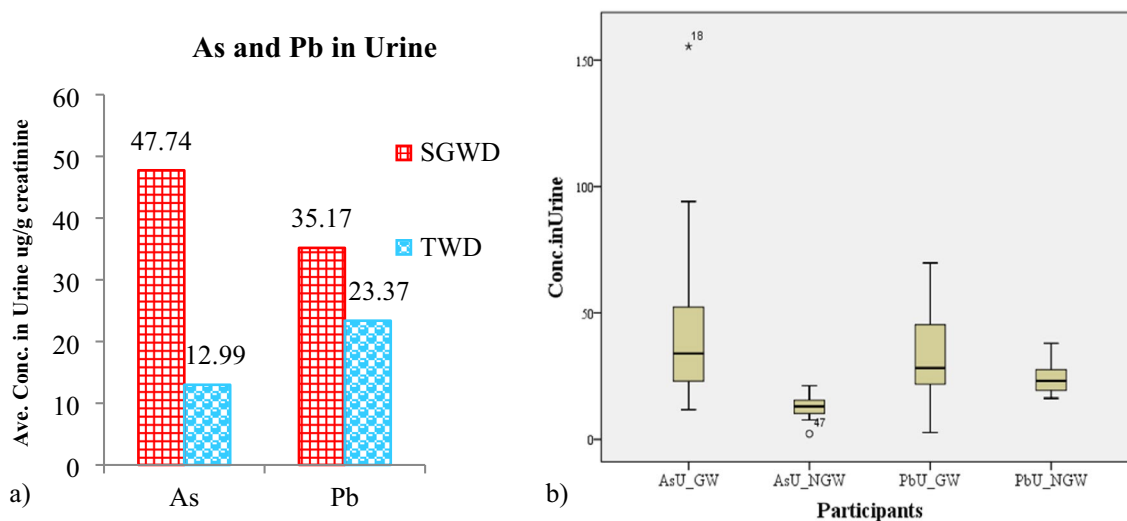 As and Pb in Urine
Ave. Conc. in Urine ug/g creatinine
60
50
40
30
20
10
0
47.74
12.99
35.17
23.37
SGWD
TWD
As
Pb
a)
Conc.inUrine
150
100
50
0
*18
47
AsU_GW
AsU_NGW
PbU_GW
PbU_NGW
Participants
b)